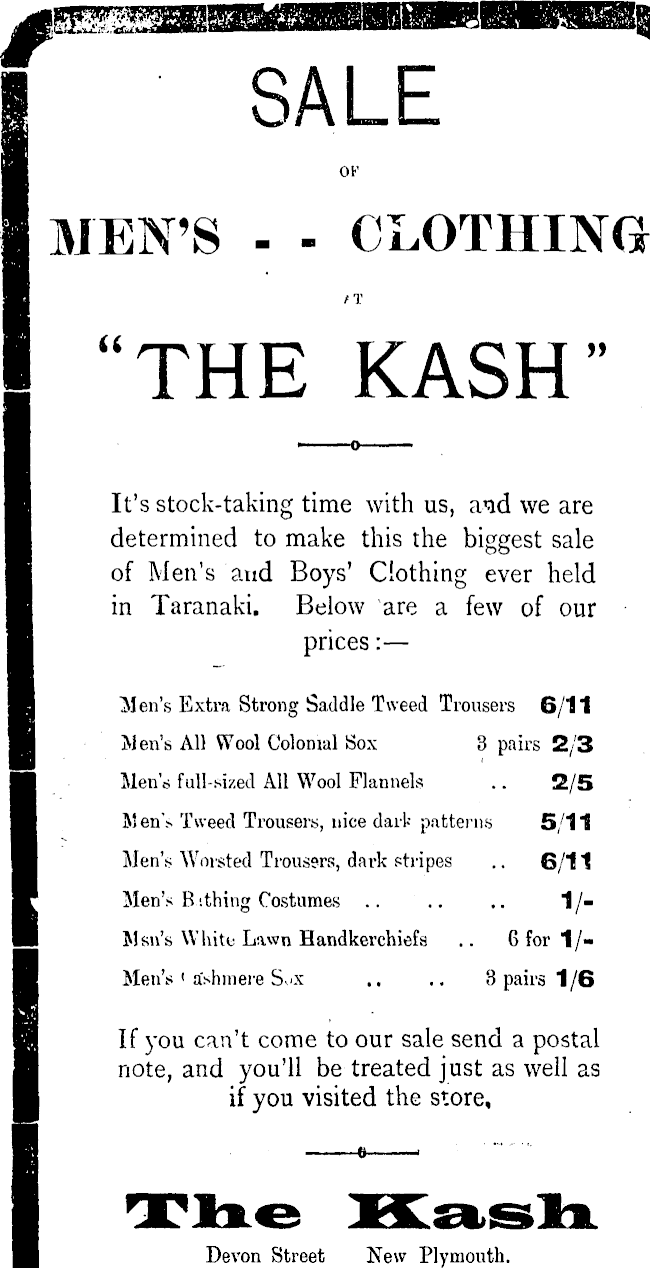 SALE
OF
MEN'S - - CLOTHING
AT
"THE KASH"
It's stock-taking time with us, and we are
determined to make this the biggest sale
of Men's and Boys' Clothing ever held
in Taranaki. Below are a few of our
prices :—
Men's Extra Strong Saddle Tweed Trousers 6/11
Men's All Wool Colonial Sox 3 pairs 2/3
Men's full-sized All Wool Flannels .. 2/5
Men's Tweed Trousers, nice dark patterns 5/11
Men's Worsted Trousers, dark stripes .. 6/11
Men's Bathing Costumes .. .. .. 1/-
Msn's White Lawn Handkerchiefs .. 6 for 1/-
Men's Cashmere Sox .. .. 3 pairs 1/6
If you can't come to our sale send a postal
note, and you'll be treated just as well as
if you visited the store,
The Kash
Devon Street New Plymouth.